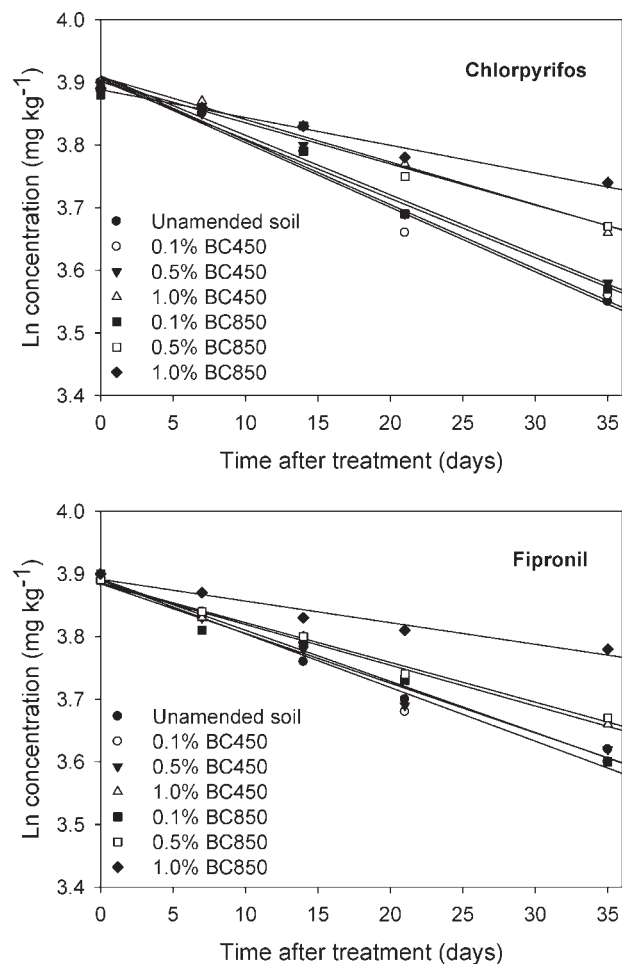 Chlorpyrifos
Ln concentration (mg kg⁻¹)
4.0
3.9
3.8
3.7
3.6
3.5
3.4
Unamended soil
0.1% BC450
0.5% BC450
1.0% BC450
0.1% BC850
0.5% BC850
1.0% BC850
0 5 10 15 20 25 30 35
Time after treatment (days)
Fipronil
Ln concentration (mg kg⁻¹)
4.0
3.9
3.8
3.7
3.6
3.5
3.4
Unamended soil
0.1% BC450
0.5% BC450
1.0% BC450
0.1% BC850
0.5% BC850
1.0% BC850
0 5 10 15 20 25 30 35
Time after treatment (days)